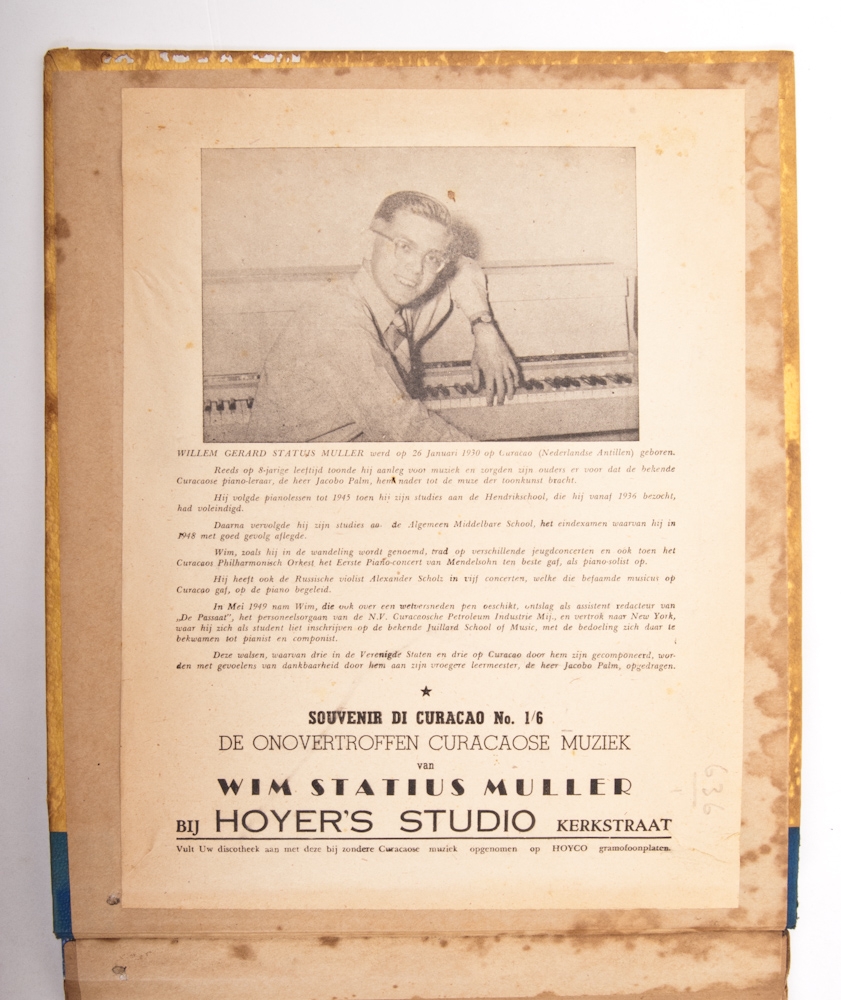 WILLEM GERARD STATIUS MULLER werd op 26 Januari 1930 op Curacao (Nederlandse Antillen) geboren.
Reeds op 8-jarige leeftijd toonde hij aanleg voor muziek en zorgden zijn ouders er voor dat de bekende
Curacaose piano-leraar, de heer Jacobo Palm, hem nader tot de muze der toonkunst bracht.
Hij volgde pianolessen tot 1945 toen hij zijn studies aan de Hendrikschool, die hij vanaf 1936 bezocht,
had voleindigd.
Daarna vervolgde hij zijn studies aan de Algemeen Middelbare School, het eindexamen waarvan hij in
1948 met goed gevolg aflegde.
Wim, zoals hij in de wandeling wordt genoemd, trad op verschillende jeugdconcerten en ook toen het
Curacaos Philharmonisch Orkest het Eerste Piano-concert van Mendelsohn ten beste gaf, als piano-solist op.
Hij heeft ook de Russische violist Alexander Scholz in vijf concerten, welke die befaamde musicus op
Curacao gaf, op de piano begeleid.
In Mei 1949 nam Wim, die ook over een welversneden pen beschikt, ontslag als assistent redacteur van
„De Passaat", het personeelsorgaan van de N.V. Curacaosche Petroleum Industrie Mij., en vertrok naar New York,
waar hij zich als student liet inschrijven op de bekende Juillard School of Music, met de bedoeling zich daar te
bekwamen tot pianist en componist.
Deze walsen, waarvan drie in de Verenigde Staten en drie op Curacao door hem zijn gecomponeerd, wor-
den met gevoelens van dankbaarheid door hem aan zijn vroegere leermeester, de heer Jacobo Palm, opgedragen.
SOUVENIR DI CURACAO No. 1/6
DE ONOVERTROFFEN CURACAOSE MUZIEK
van
WIM STATIUS MULLER
BIJ HOYER'S STUDIO KERKSTRAAT
Vult Uw discotheek aan met deze bij zondere Curacaose muziek opgenomen op HOYCO gramofoonplaten.
636